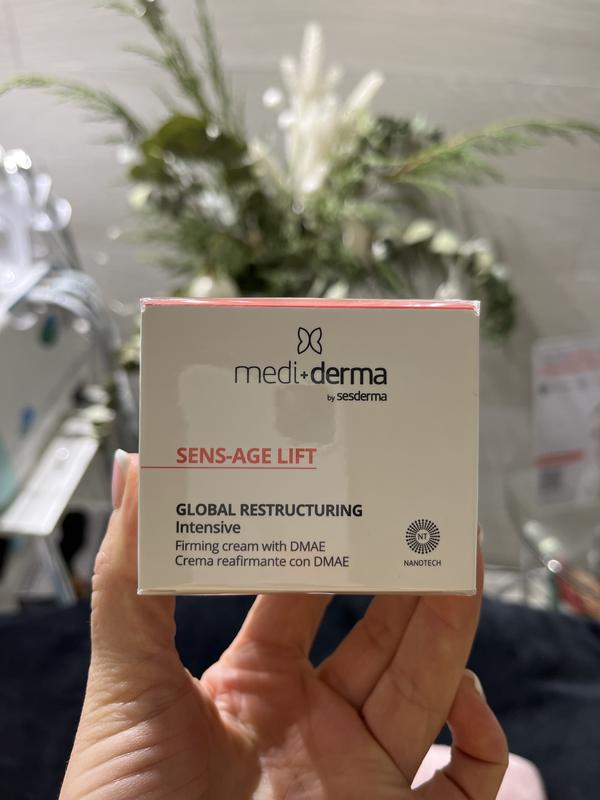 medi+derma
by sesderma
SENS-AGE LIFT
GLOBAL RESTRUCTURING
Intensive
Firming cream with DMAE
Crema reafirmante con DMAE
NT
NANOTECH